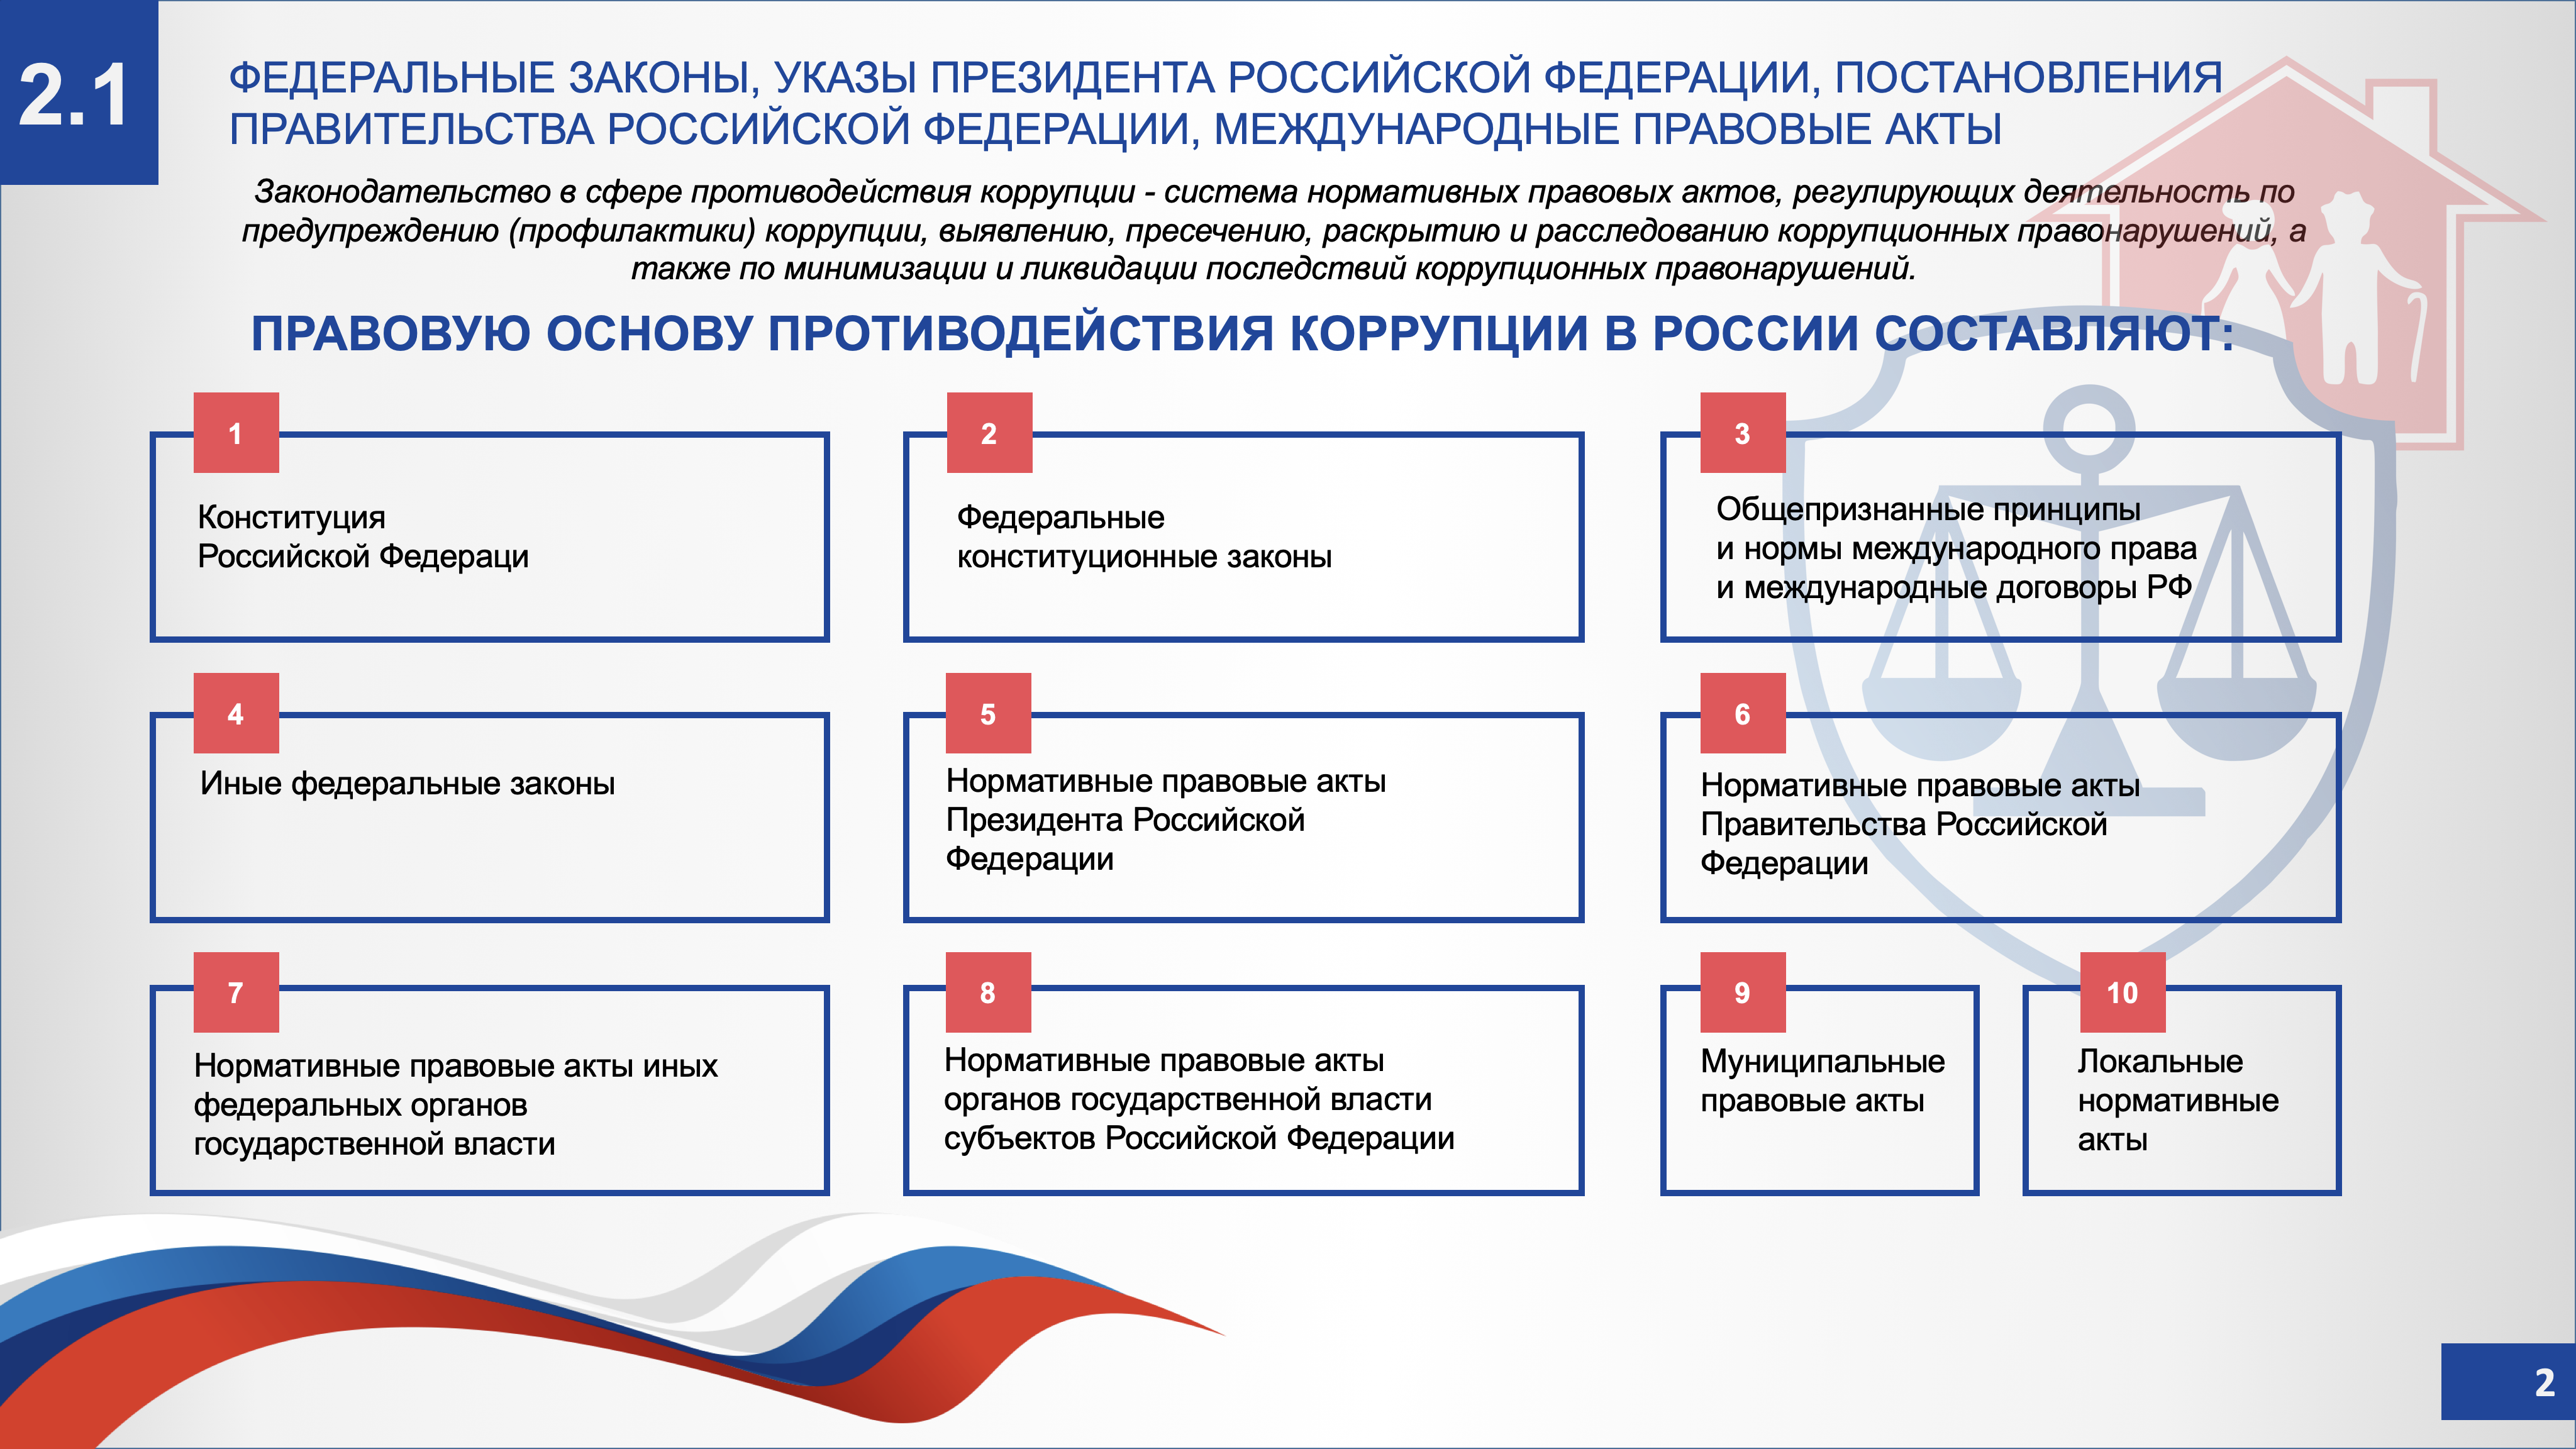 2.1
ФЕДЕРАЛЬНЫЕ ЗАКОНЫ, УКАЗЫ ПРЕЗИДЕНТА РОССИЙСКОЙ ФЕДЕРАЦИИ, ПОСТАНОВЛЕНИЯ
ПРАВИТЕЛЬСТВА РОССИЙСКОЙ ФЕДЕРАЦИИ, МЕЖДУНАРОДНЫЕ ПРАВОВЫЕ АКТЫ
Законодательство в сфере противодействия коррупции - система нормативных правовых актов, регулирующих деятельность по
предупреждению (профилактики) коррупции, выявлению, пресечению, раскрытию и расследованию коррупционных правонарушений, а
также по минимизации и ликвидации последствий коррупционных правонарушений.
ПРАВОВУЮ ОСНОВУ ПРОТИВОДЕЙСТВИЯ КОРРУПЦИИ В РОССИИ СОСТАВЛЯЮТ:
1
Конституция
Российской Федераци
2
Федеральные
конституционные законы
3
Общепризнанные принципы
и нормы международного права
и международные договоры РФ
4
Иные федеральные законы
5
Нормативные правовые акты
Президента Российской
Федерации
6
Нормативные правовые акты
Правительства Российской
Федерации
7
Нормативные правовые акты иных
федеральных органов
государственной власти
8
Нормативные правовые акты
органов государственной власти
субъектов Российской Федерации
9
Муниципальные
правовые акты
10
Локальные
нормативные
акты
2